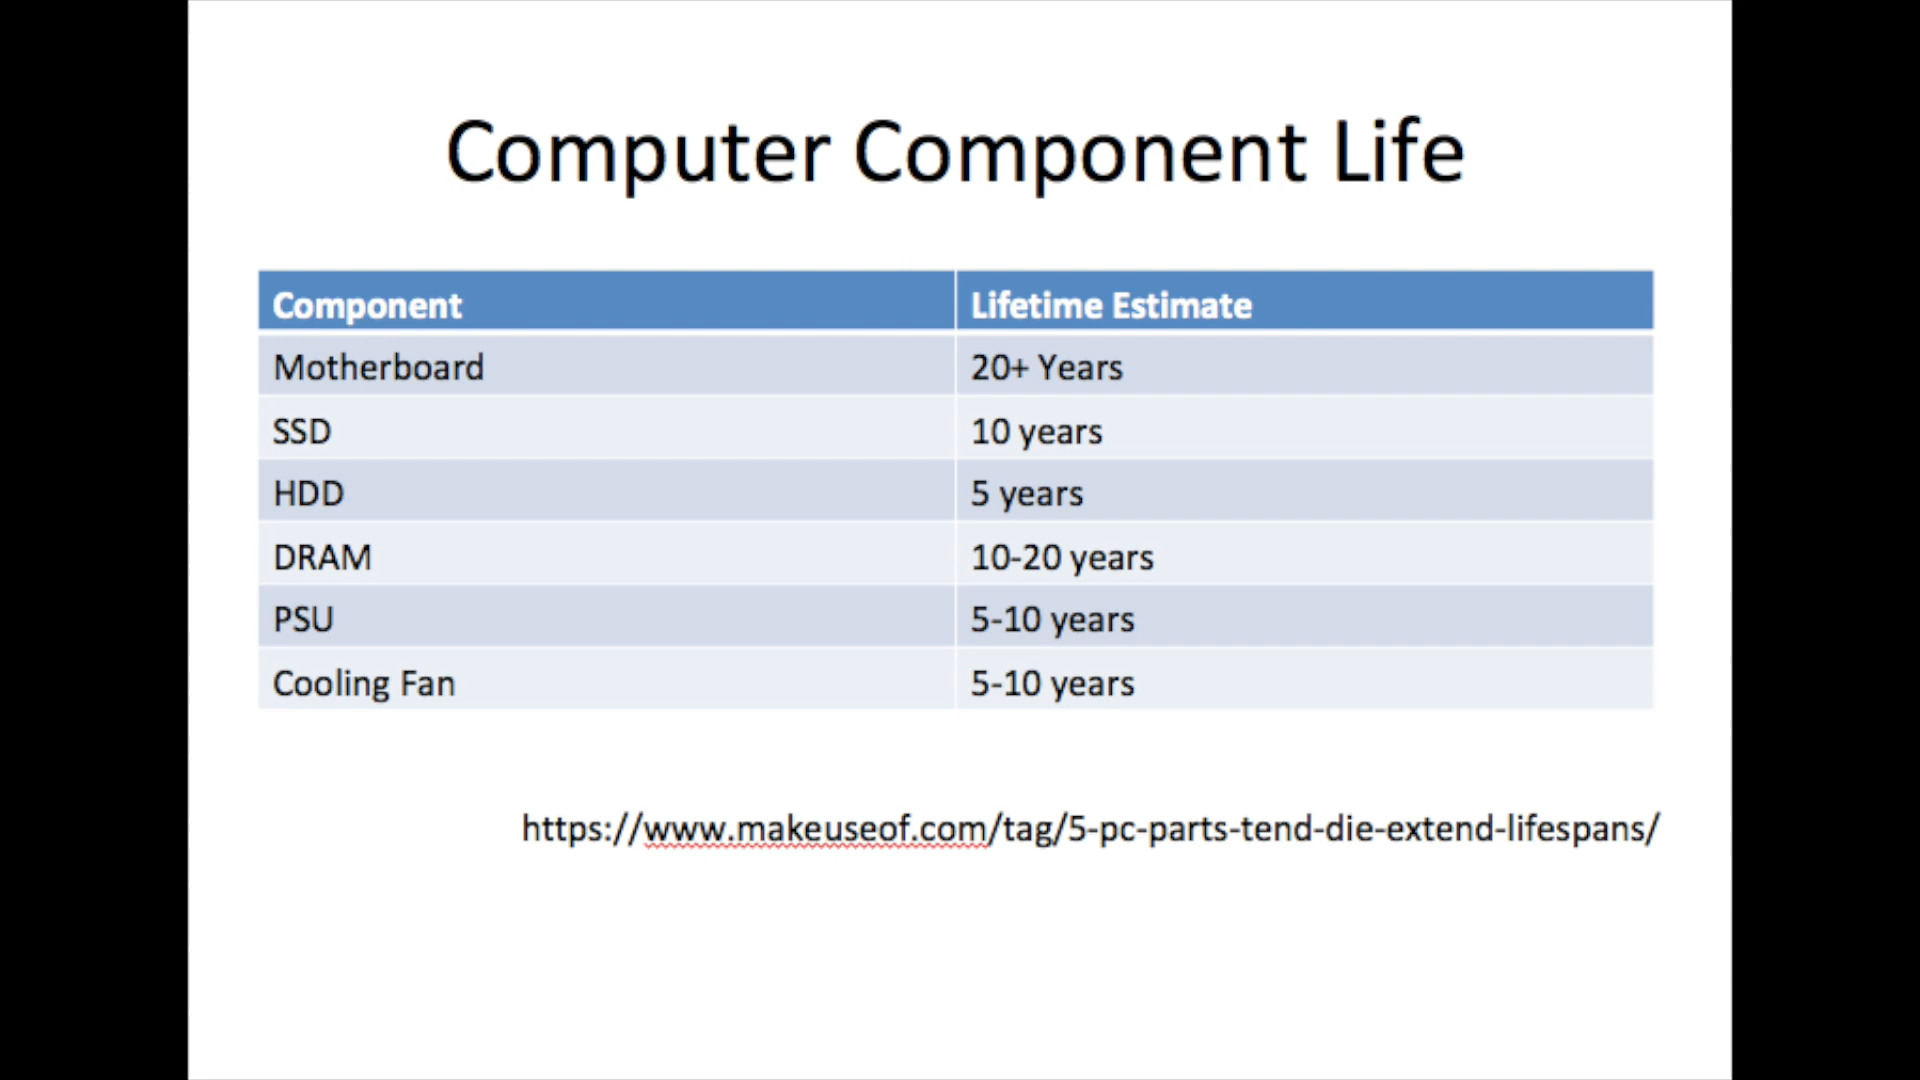 Computer Component Life
Component Lifetime Estimate
Motherboard 20+ Years
SSD 10 years
HDD 5 years
DRAM 10-20 years
PSU 5-10 years
Cooling Fan 5-10 years
https://www.makeuseof.com/tag/5-pc-parts-tend-die-extend-lifespans/